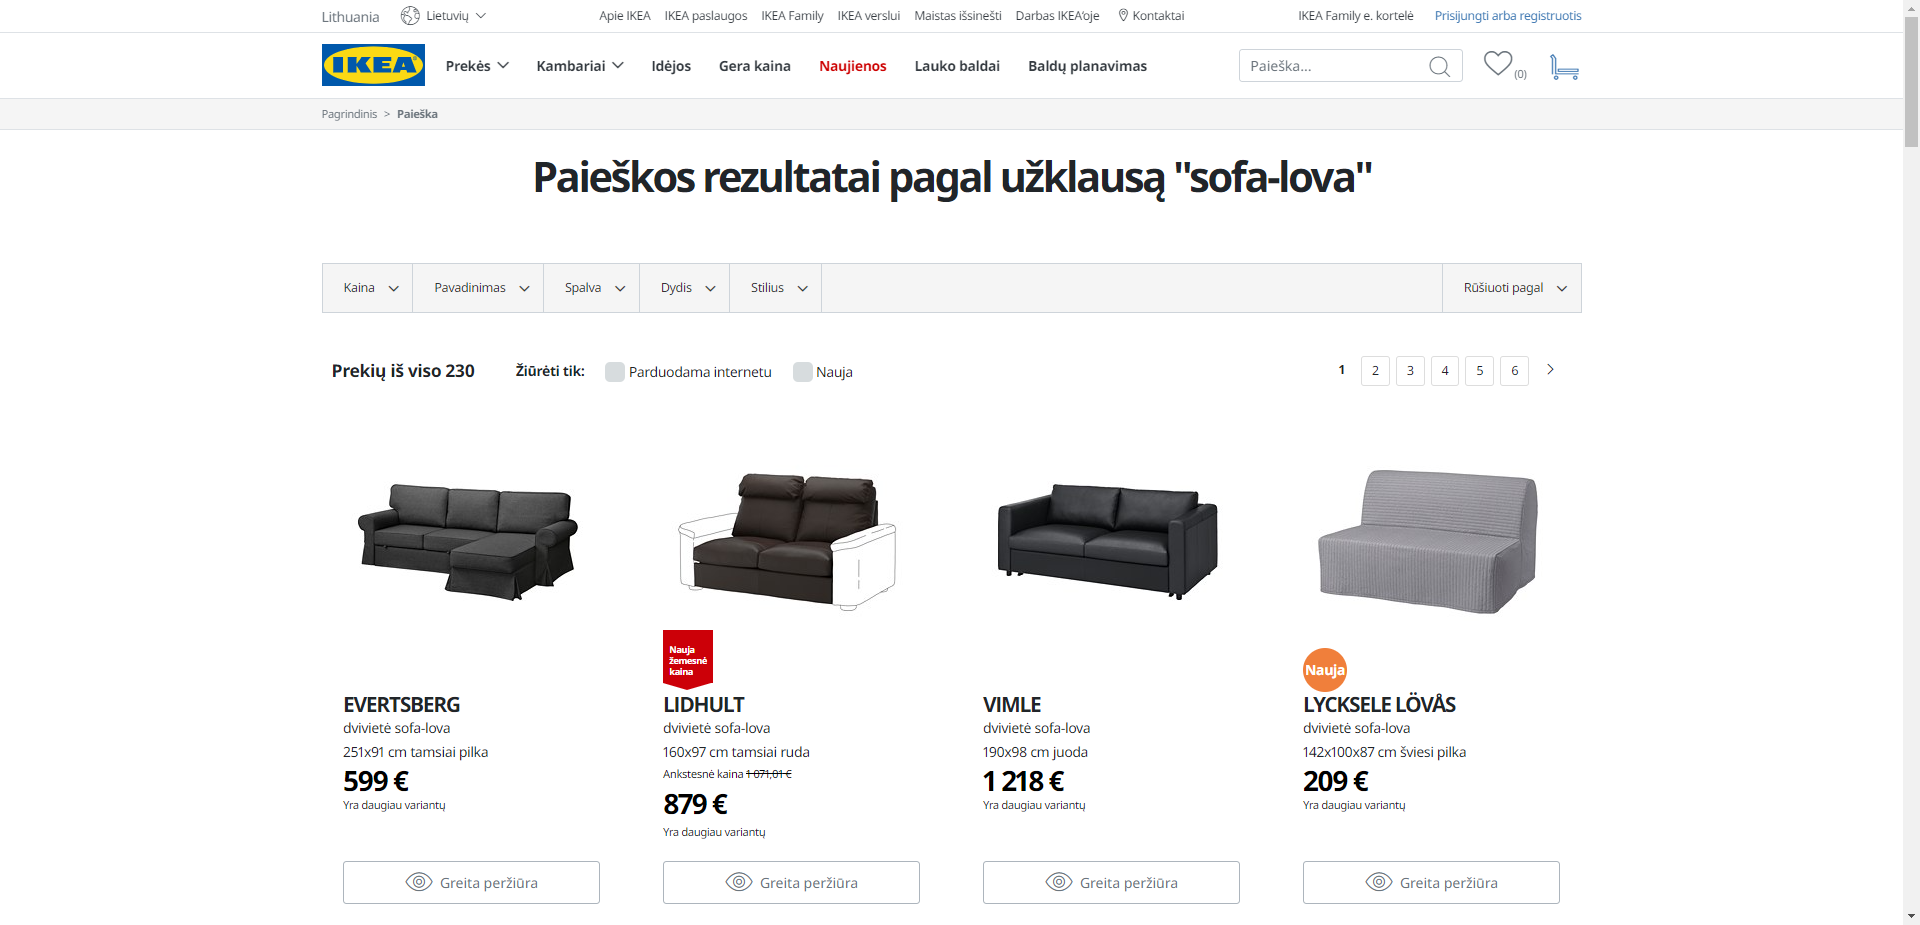 Lithuania Lietuvių Apie IKEA IKEA paslaugos IKEA Family IKEA verslui Maistas išsinešti Darbas IKEA'oje Kontaktai IKEA Family e. kortelė Prisijungti arba registruotis
IKEA Prekės Kambariai Idėjos Gera kaina Naujienos Lauko baldai Baldų planavimas Paieška... (0)
Pagrindinis > Paieška
Paieškos rezultatai pagal užklausą "sofa-lova"
Kaina Pavadinimas Spalva Dydis Stilius Rūšiuoti pagal
Prekių iš viso 230 Žiūrėti tik: Parduodama internetu Nauja 1 2 3 4 5 6
EVERTSBERG
dvivietė sofa-lova
251x91 cm tamsiai pilka
599 €
Yra daugiau variantų
Greita peržiūra
Nauja
žemesnė
kaina
LIDHULT
dvivietė sofa-lova
160x97 cm tamsiai ruda
Ankstesnė kaina 1 071,01 €
879 €
Yra daugiau variantų
Greita peržiūra
VIMLE
dvivietė sofa-lova
190x98 cm juoda
1 218 €
Yra daugiau variantų
Greita peržiūra
Nauja
LYCKSELE LÖVÅS
dvivietė sofa-lova
142x100x87 cm šviesi pilka
209 €
Yra daugiau variantų
Greita peržiūra